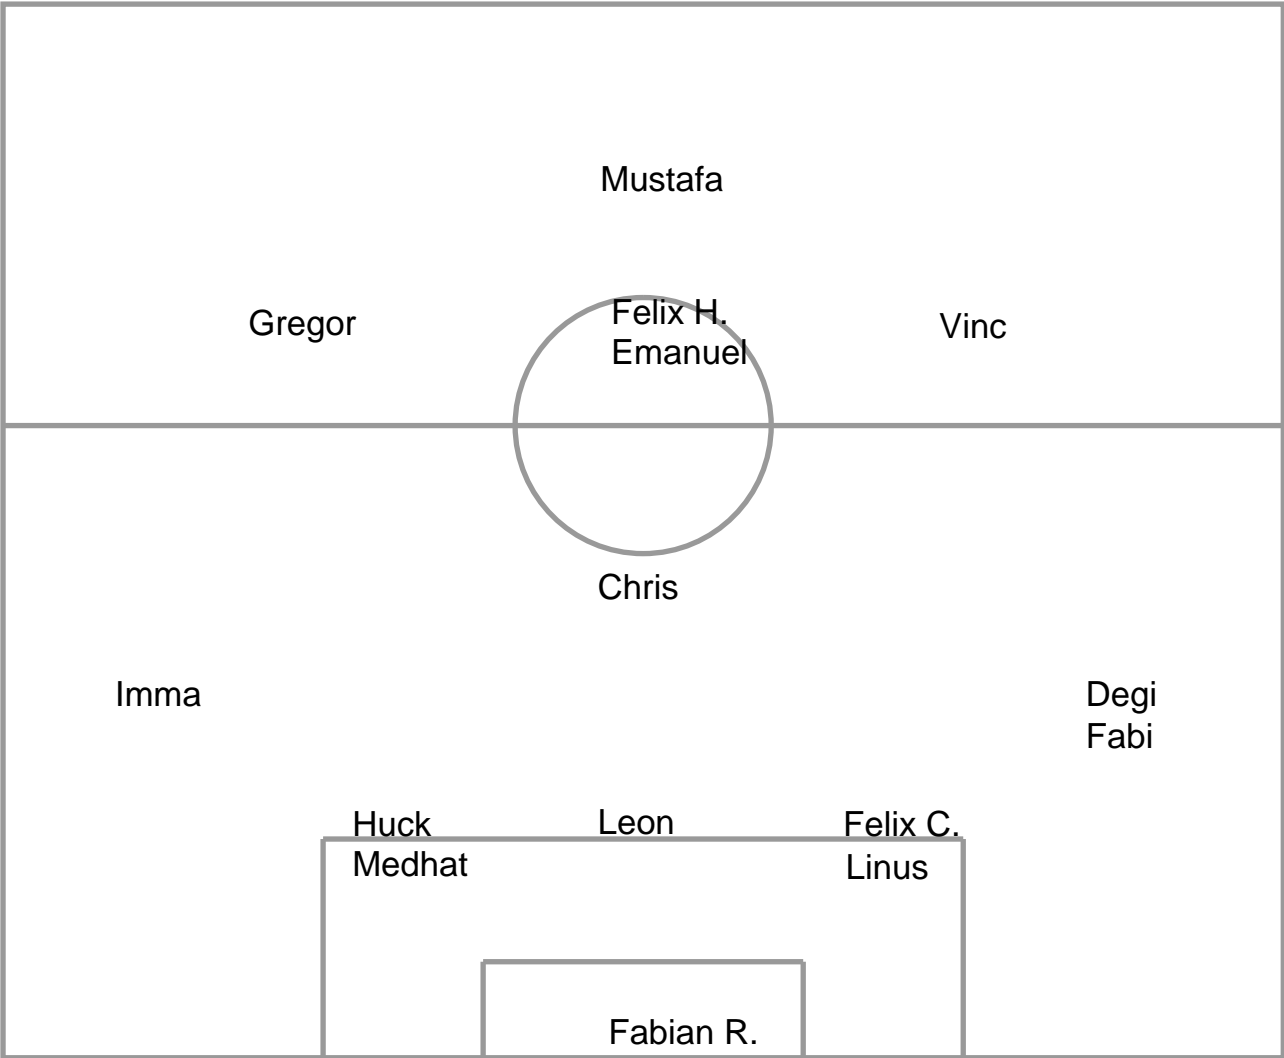 Mustafa
Gregor
Felix H.
Emanuel
Vinc
Chris
Imma
Degi
Fabi
Huck
Medhat
Leon
Felix C.
Linus
Fabian R.